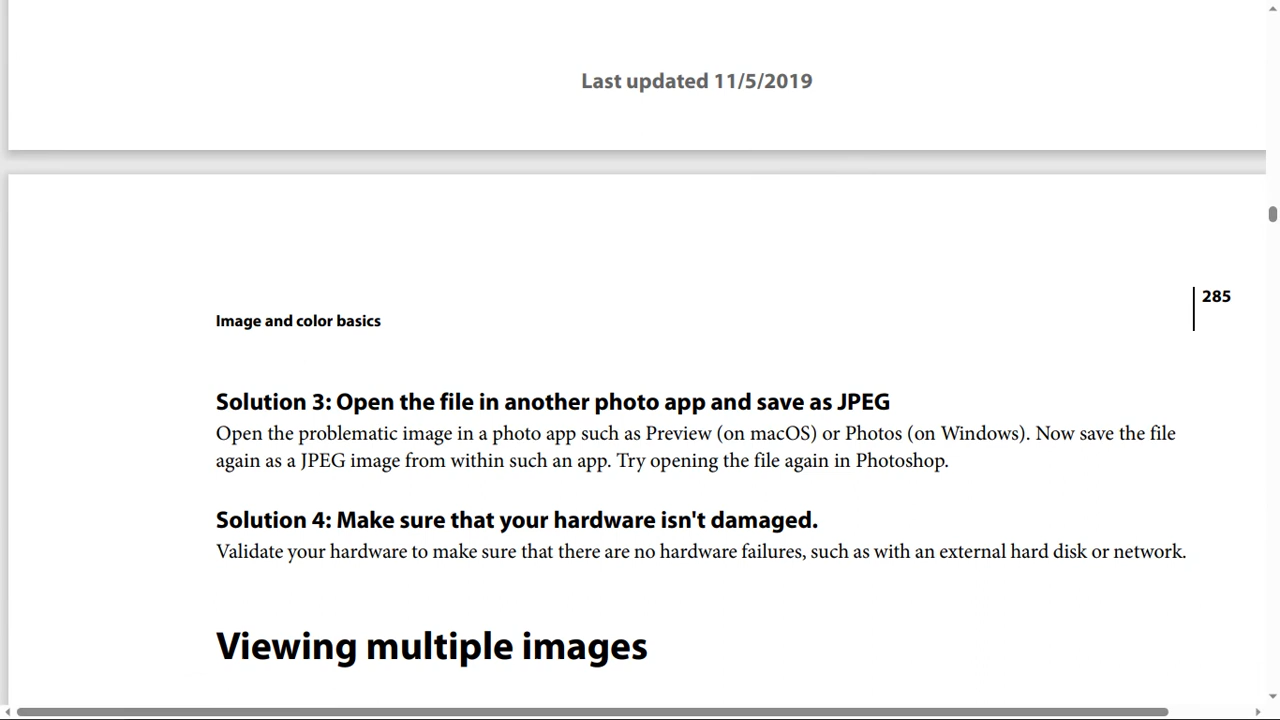 Last updated 11/5/2019
285
Image and color basics
Solution 3: Open the file in another photo app and save as JPEG
Open the problematic image in a photo app such as Preview (on macOS) or Photos (on Windows). Now save the file
again as a JPEG image from within such an app. Try opening the file again in Photoshop.
Solution 4: Make sure that your hardware isn't damaged.
Validate your hardware to make sure that there are no hardware failures, such as with an external hard disk or network.
Viewing multiple images